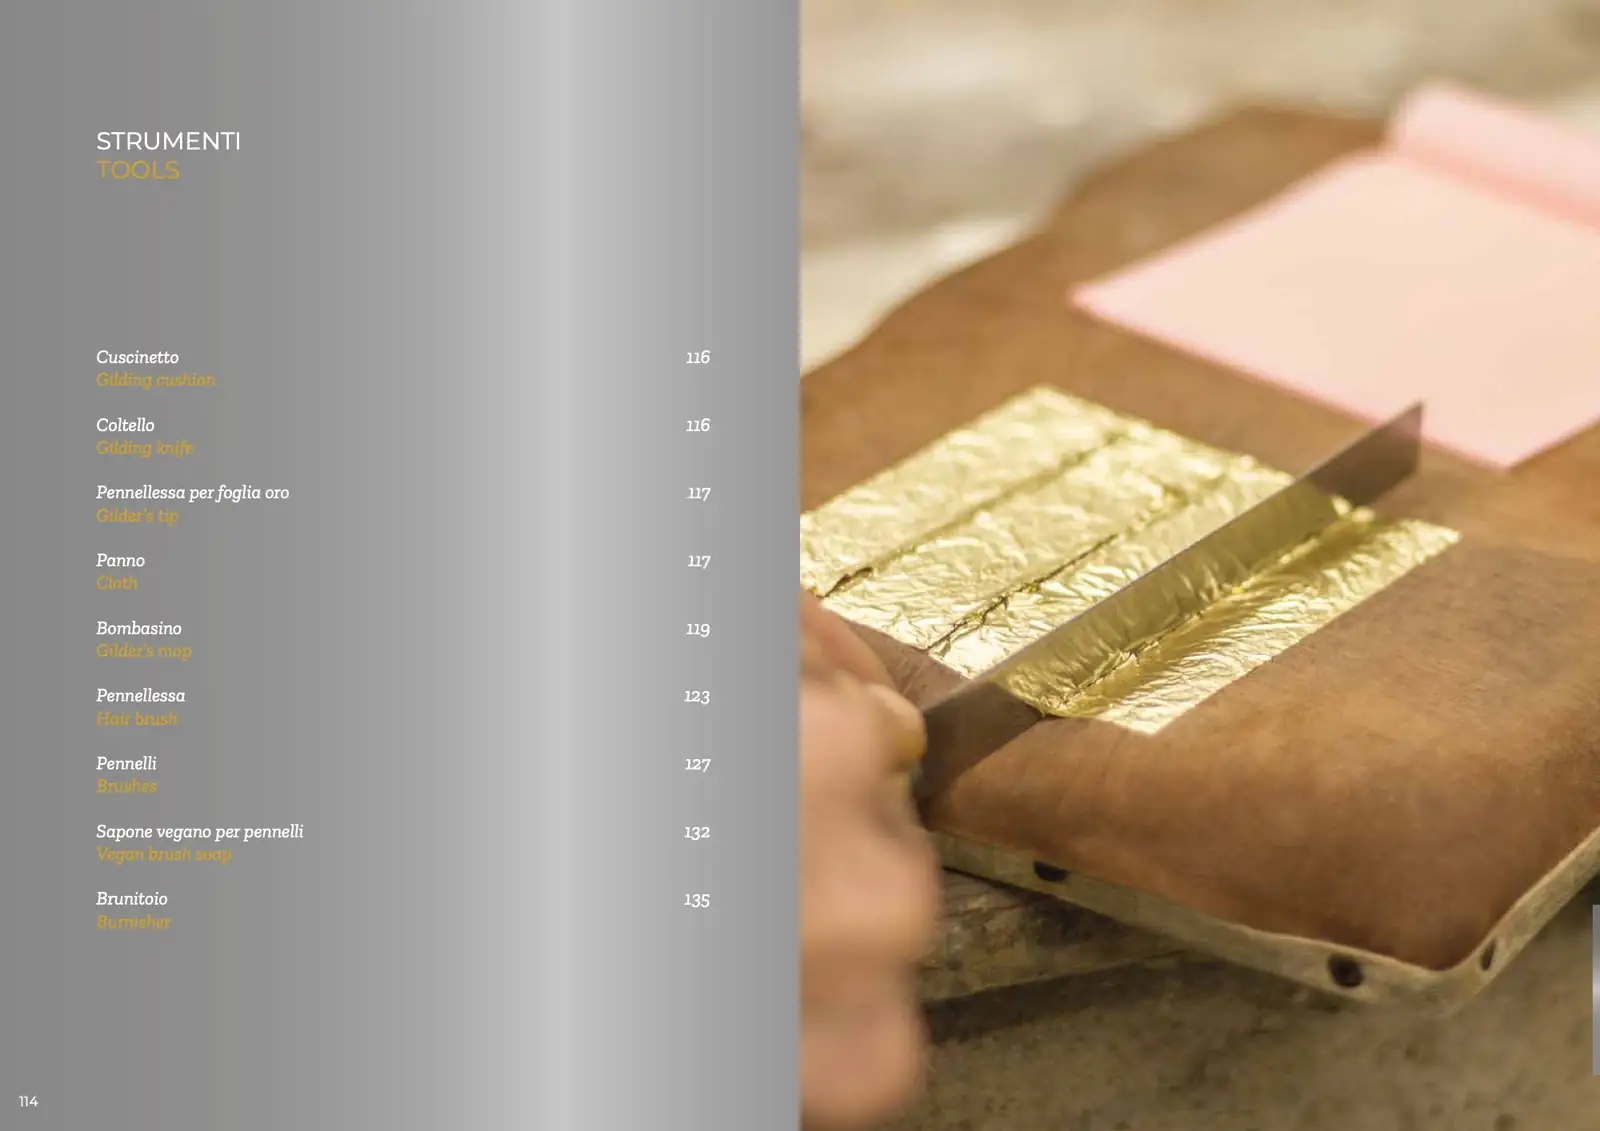 STRUMENTI
TOOLS
Cuscinetto 116
Gilding cushion
Coltello 116
Gilding knife
Pennellessa per foglia oro 117
Gilder's tip
Panno 117
Cloth
Bombasino 119
Gilder's mop
Pennellessa 123
Hair brush
Pennelli 127
Brushes
Sapone vegano per pennelli 132
Vegan brush soap
Brunitoio 135
Burnisher
114